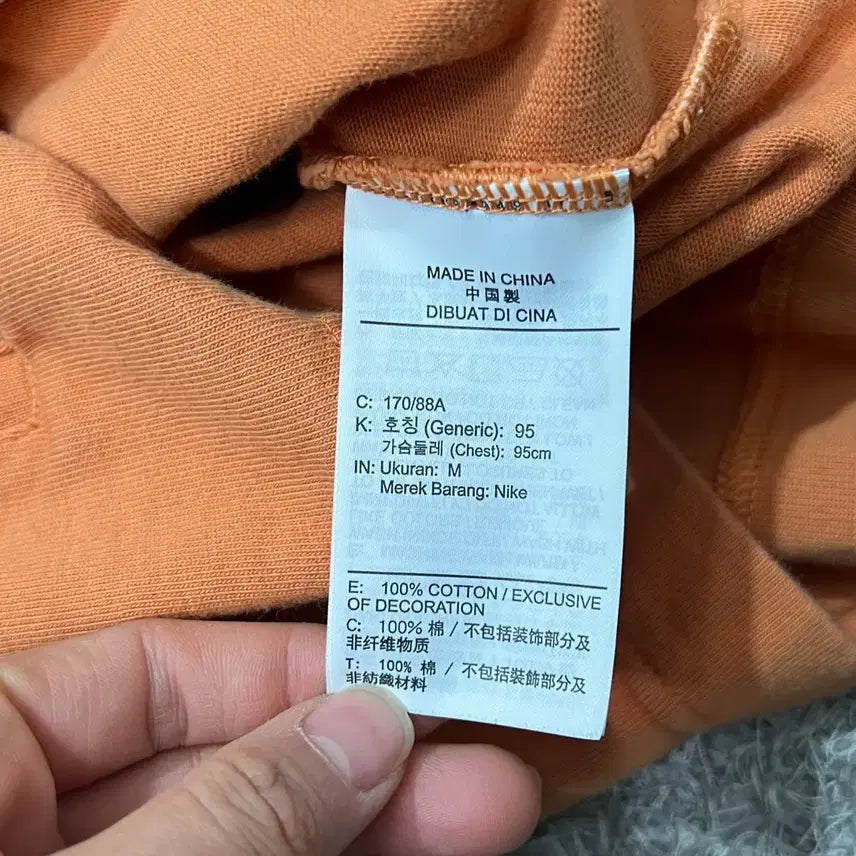 MADE IN CHINA
中国製
DIBUAT DI CINA
C: 170/88A
K: 호칭 (Generic): 95
가슴둘레 (Chest): 95cm
IN: Ukuran: M
Merek Barang: Nike
E: 100% COTTON / EXCLUSIVE
OF DECORATION
C: 100% 棉 / 不包括装饰部分及
非纤维物质
T: 100% 棉 / 不包括裝飾部分及
非紡織材料